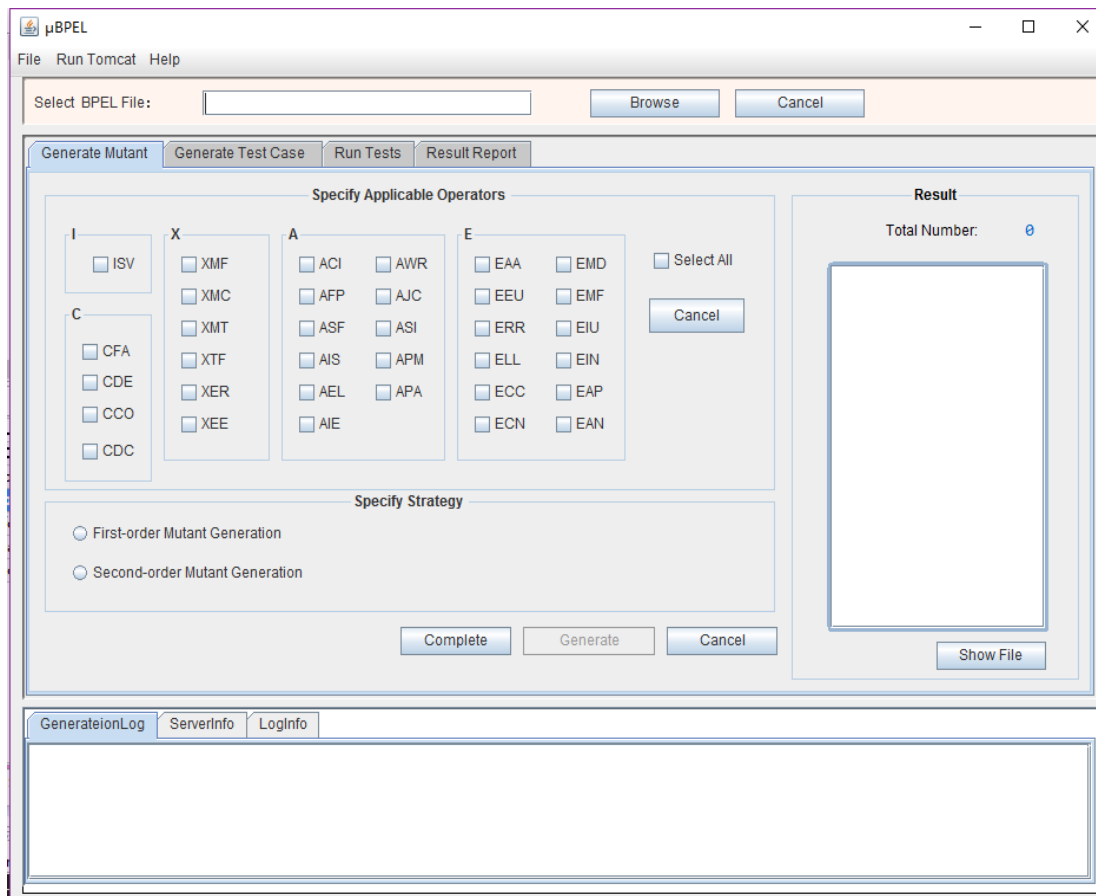 µBPEL
File Run Tomcat Help
Select BPEL File: Browse Cancel
Generate Mutant Generate Test Case Run Tests Result Report
Specify Applicable Operators
I
ISV
C
CFA
CDE
CCO
CDC
X
XMF
XMC
XMT
XTF
XER
XEE
A
ACI AWR
AFP AJC
ASF ASI
AIS APM
AEL APA
AIE
E
EAA EMD
EEU EMF
ERR EIU
ELL EIN
ECC EAP
ECN EAN
Select All
Cancel
Specify Strategy
First-order Mutant Generation
Second-order Mutant Generation
Complete Generate Cancel
Result
Total Number: 0
Show File
GenerateionLog ServerInfo LogInfo